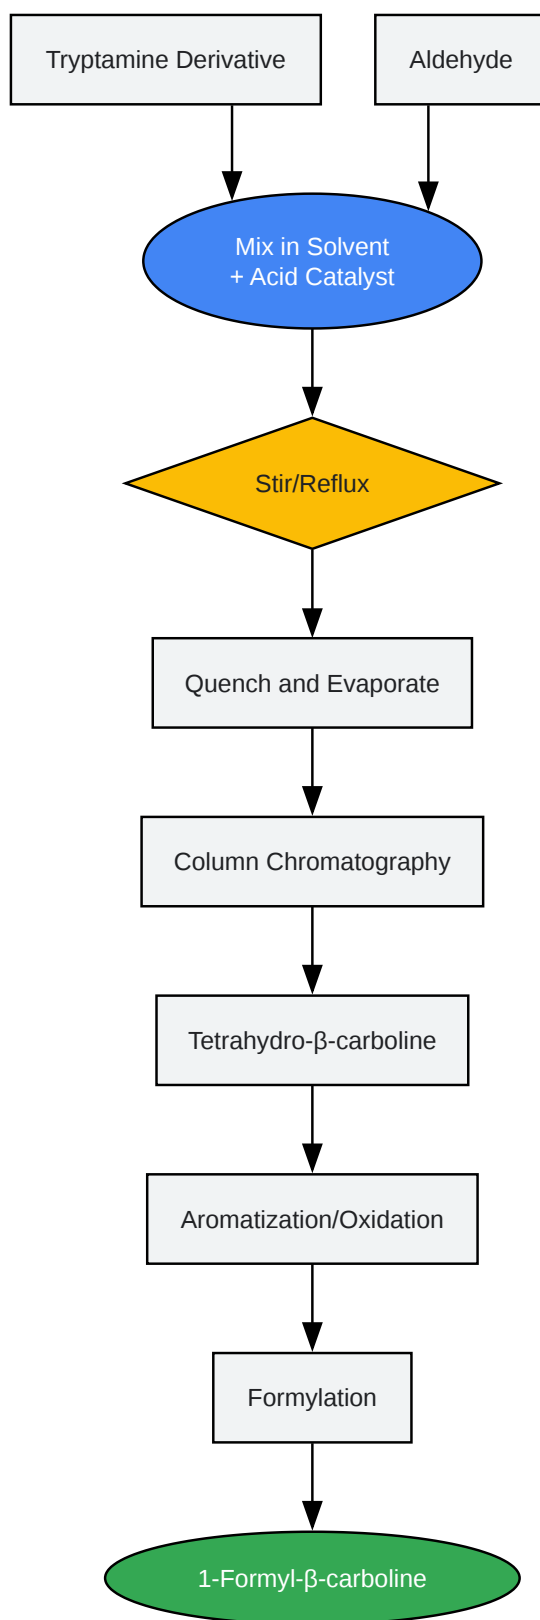 Tryptamine Derivative
Aldehyde
Mix in Solvent
+ Acid Catalyst
Stir/Reflux
Quench and Evaporate
Column Chromatography
Tetrahydro-β-carboline
Aromatization/Oxidation
Formylation
1-Formyl-β-carboline